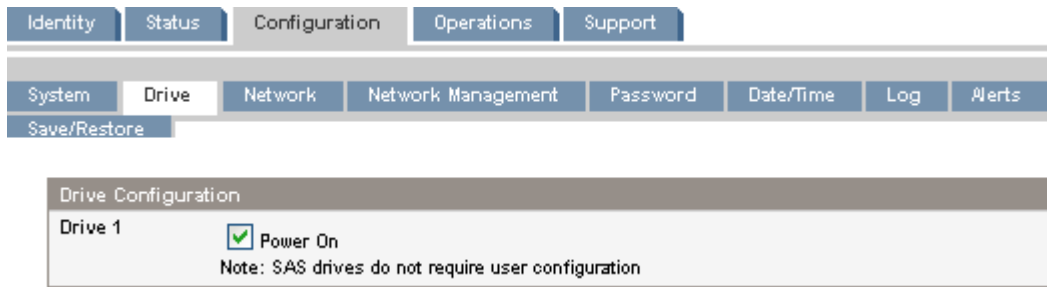 Identity Status Configuration Operations Support
System Drive Network Network Management Password Date/Time Log Alerts
Save/Restore
Drive Configuration
Drive 1 Power On
Note: SAS drives do not require user configuration